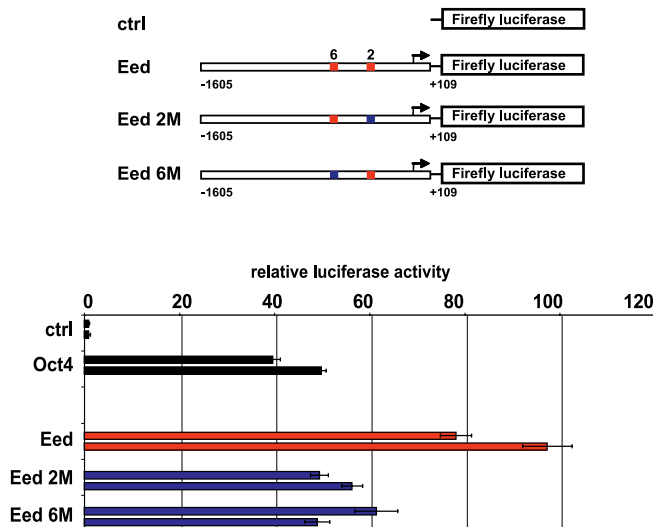 ctrl Firefly luciferase
6 2
Eed Firefly luciferase
-1605 +109
Eed 2M Firefly luciferase
-1605 +109
Eed 6M Firefly luciferase
-1605 +109
relative luciferase activity
0 20 40 60 80 100 120
ctrl
Oct4
Eed
Eed 2M
Eed 6M